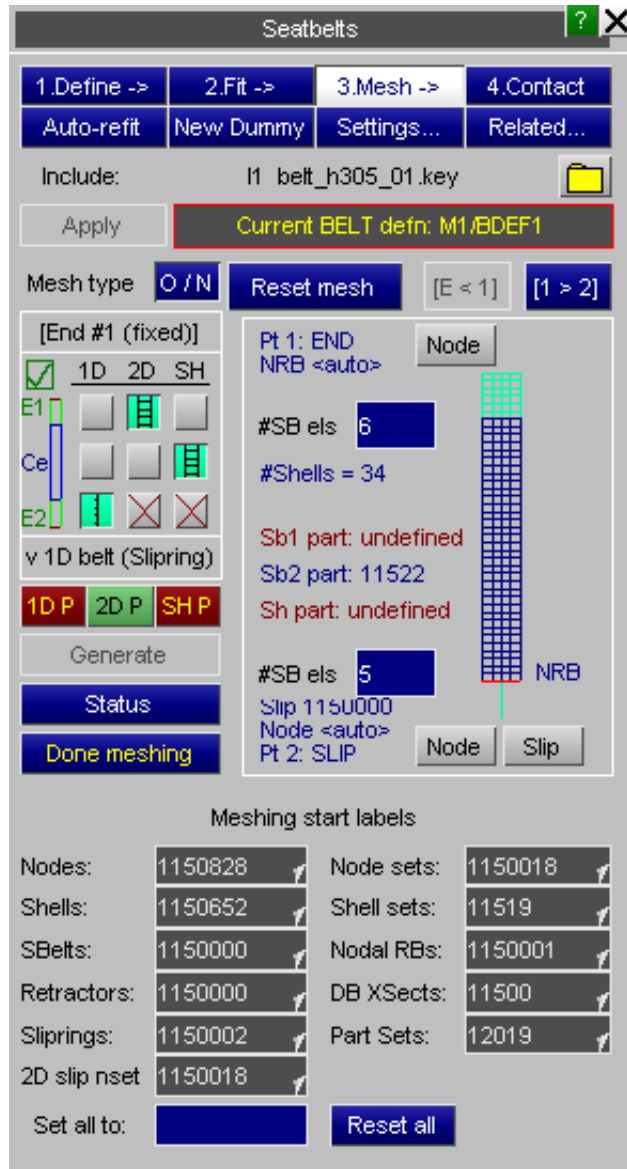 Seatbelts ? X
1.Define -> 2.Fit -> 3.Mesh -> 4.Contact
Auto-refit New Dummy Settings... Related...
Include: I1 belt_h305_01.key
Apply Current BELT defn: M1/BDEF1
Mesh type O / N Reset mesh [E < 1] [1 > 2]
[End #1 (fixed)]
1D 2D SH
E1
Ce
E2
v 1D belt (Slipring)
1D P 2D P SH P
Generate
Status
Done meshing
Pt 1: END Node
NRB <auto>
#SB els 6
#Shells = 34
Sb1 part: undefined
Sb2 part: 11522
Sh part: undefined
#SB els 5 NRB
Slip 1150000
Node <auto>
Pt 2: SLIP Node Slip
Meshing start labels
Nodes: 1150828 Node sets: 1150018
Shells: 1150652 Shell sets: 11519
SBelts: 1150000 Nodal RBs: 1150001
Retractors: 1150000 DB XSects: 11500
Sliprings: 1150002 Part Sets: 12019
2D slip nset 1150018
Set all to: Reset all